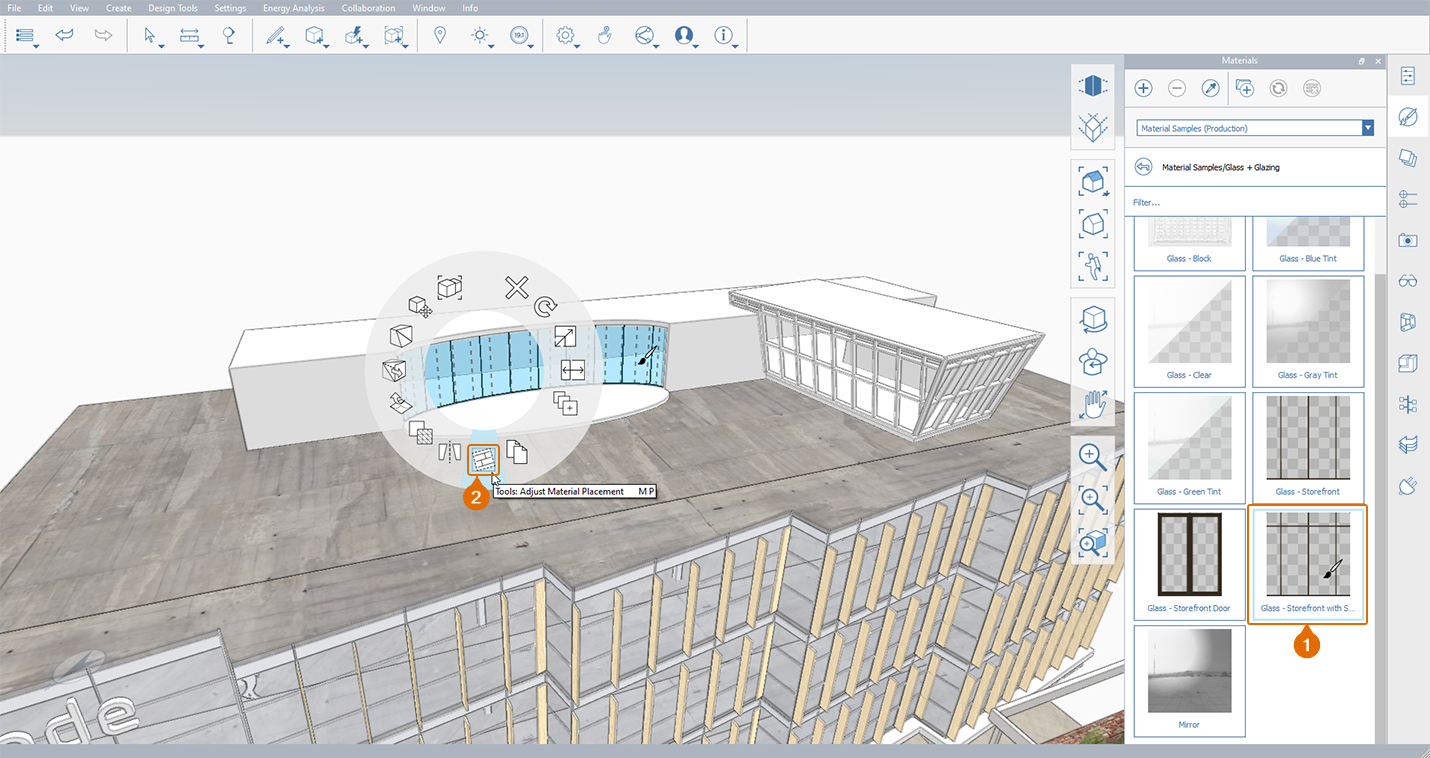 File Edit View Create Design Tools Settings Energy Analysis Collaboration Window Info
191
Materials
Material Samples (Production)
Material Samples/Glass + Glazing
Filter...
Glass - Block Glass - Blue Tint
Glass - Clear Glass - Gray Tint
Glass - Green Tint Glass - Storefront
Glass - Storefront Door Glass - Storefront with S...
Mirror
Tools: Adjust Material Placement M P
2
1
de